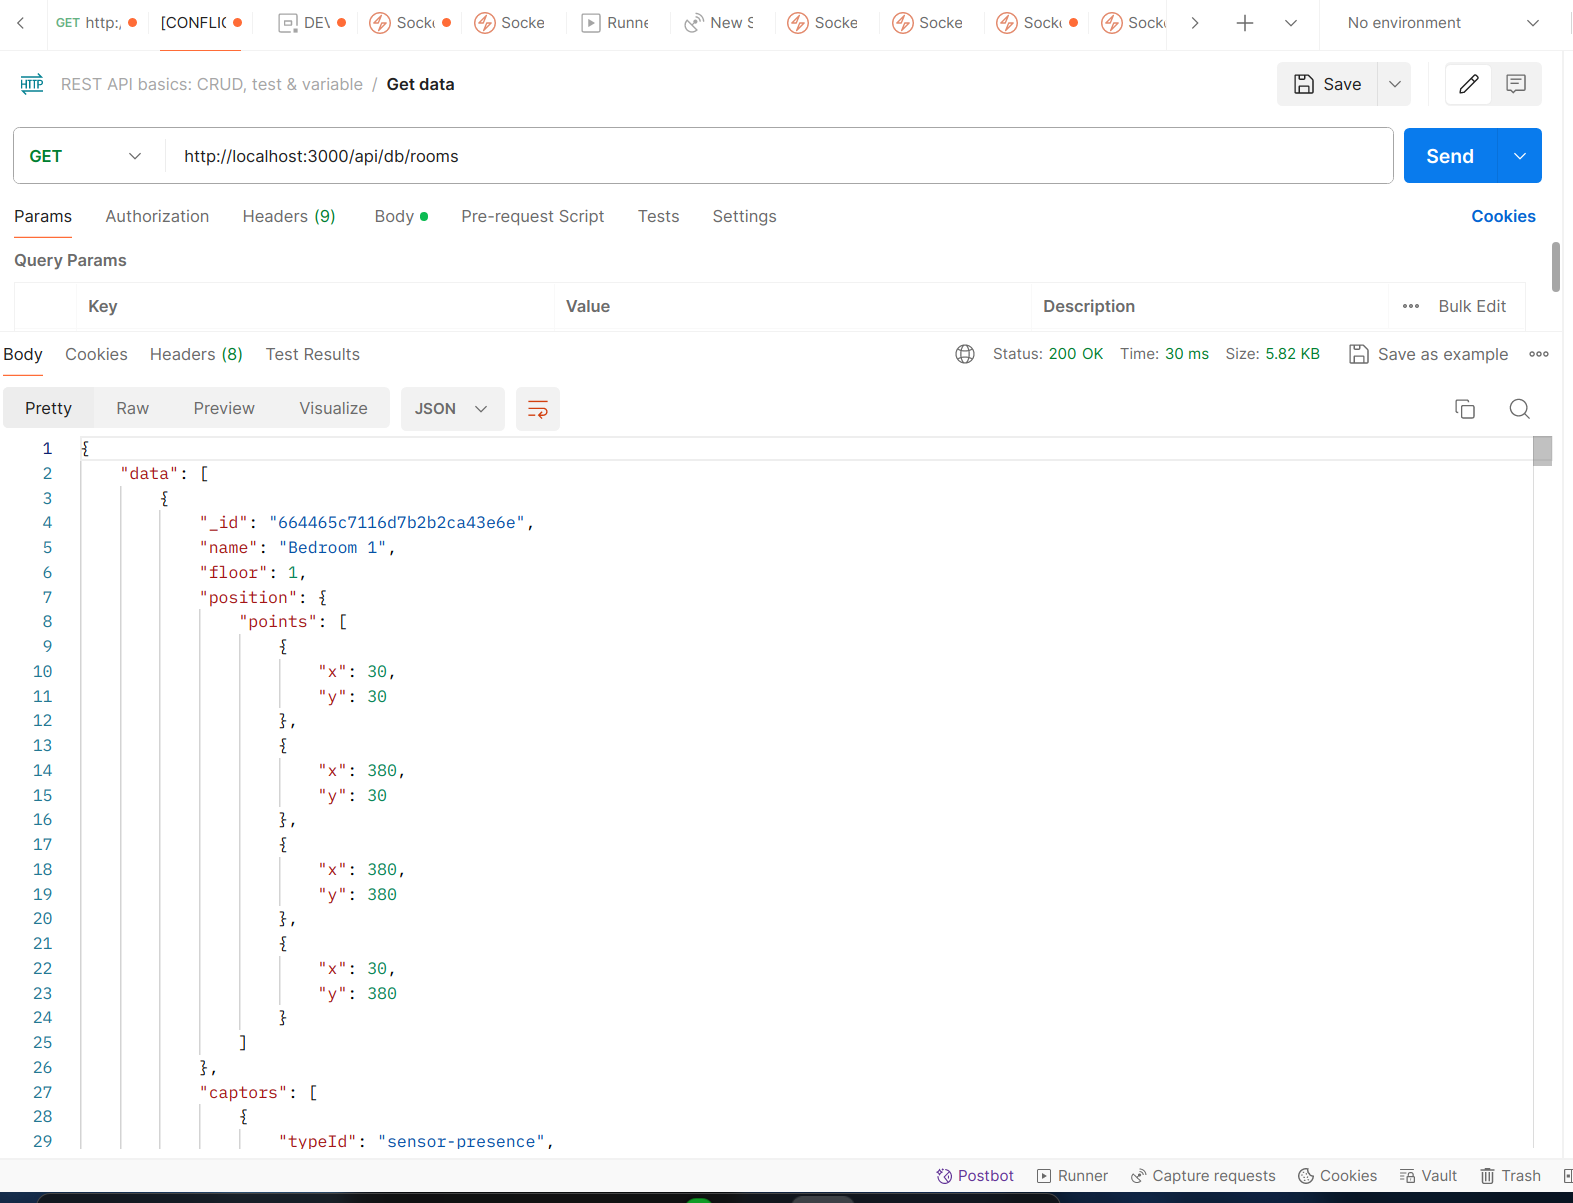 GET http:/ [CONFLI DEV Socke Socke Runne New S Socke Socke Socke Socke No environment
HTTP REST API basics: CRUD, test & variable / Get data Save
GET http://localhost:3000/api/db/rooms Send
Params Authorization Headers (9) Body Pre-request Script Tests Settings Cookies
Query Params
Key Value Description Bulk Edit
Body Cookies Headers (8) Test Results Status: 200 OK Time: 30 ms Size: 5.82 KB Save as example
Pretty Raw Preview Visualize JSON
1 {
2 "data": [
3 {
4 "_id": "664465c7116d7b2b2ca43e6e",
5 "name": "Bedroom 1",
6 "floor": 1,
7 "position": {
8 "points": [
9 {
10 "x": 30,
11 "y": 30
12 },
13 {
14 "x": 380,
15 "y": 30
16 },
17 {
18 "x": 380,
19 "y": 380
20 },
21 {
22 "x": 30,
23 "y": 380
24 }
25 ]
26 },
27 "captors": [
28 {
29 "typeId": "sensor-presence",
Postbot Runner Capture requests Cookies Vault Trash